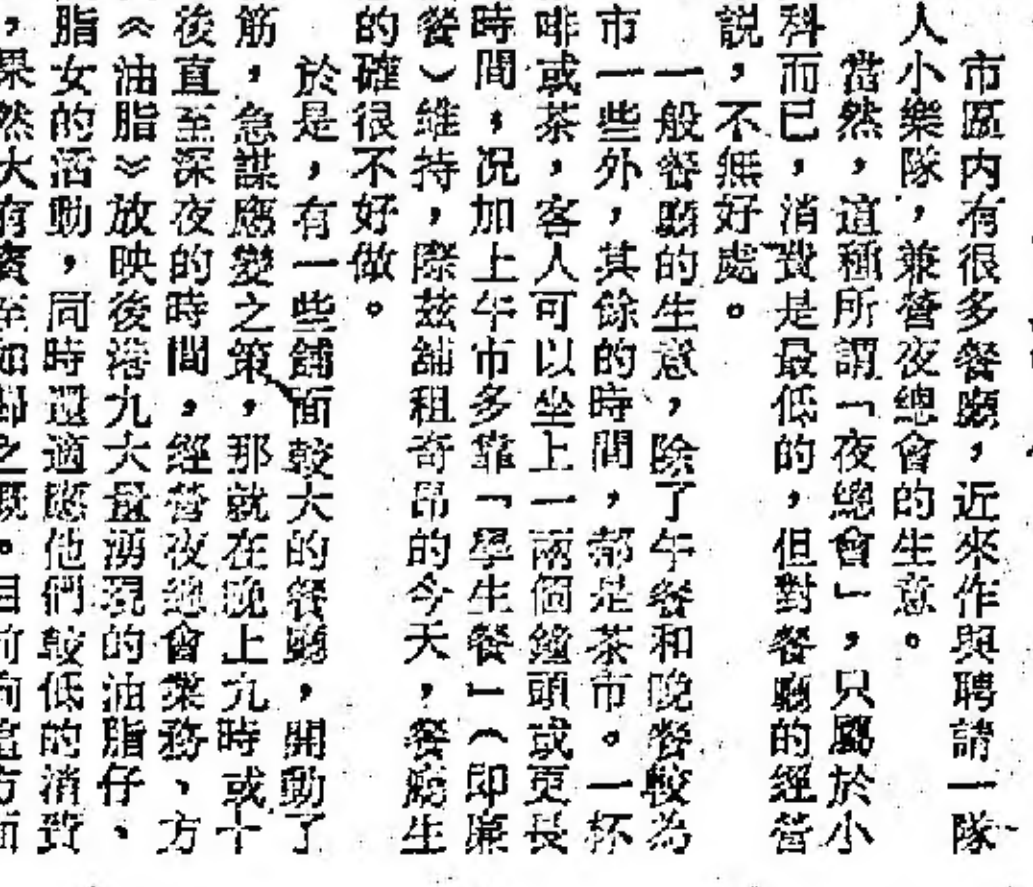 市區內有很多餐廳，近來作興聘請一隊
人小樂隊，兼營夜總會的生意。
當然，這種所謂「夜總會」，只屬於小
科而已，消費是最低的，但對餐廳的經營
説，不無好處。
一般餐廳的生意，除了午餐和晚餐較為
市一些外，其餘的時間，都是茶市。一杯
啡或茶，客人可以坐上一兩個鐘頭或更長
時間，況加上午市多靠「學生餐」（即廉
餐）維持，際茲舖租奇昂的今天，餐廳生
的確很不好做。
於是，有一些舖面較大的餐廳，開動了
筋，急謀應變之策，那就在晚上九時或十
後直至深夜的時間，經營夜總會業務、方
《油脂》放映後港九大量湧現的油脂仔、
脂女的活動，同時還適應他們較低的消費
，果然大有賓至如歸之概。目前向這方面